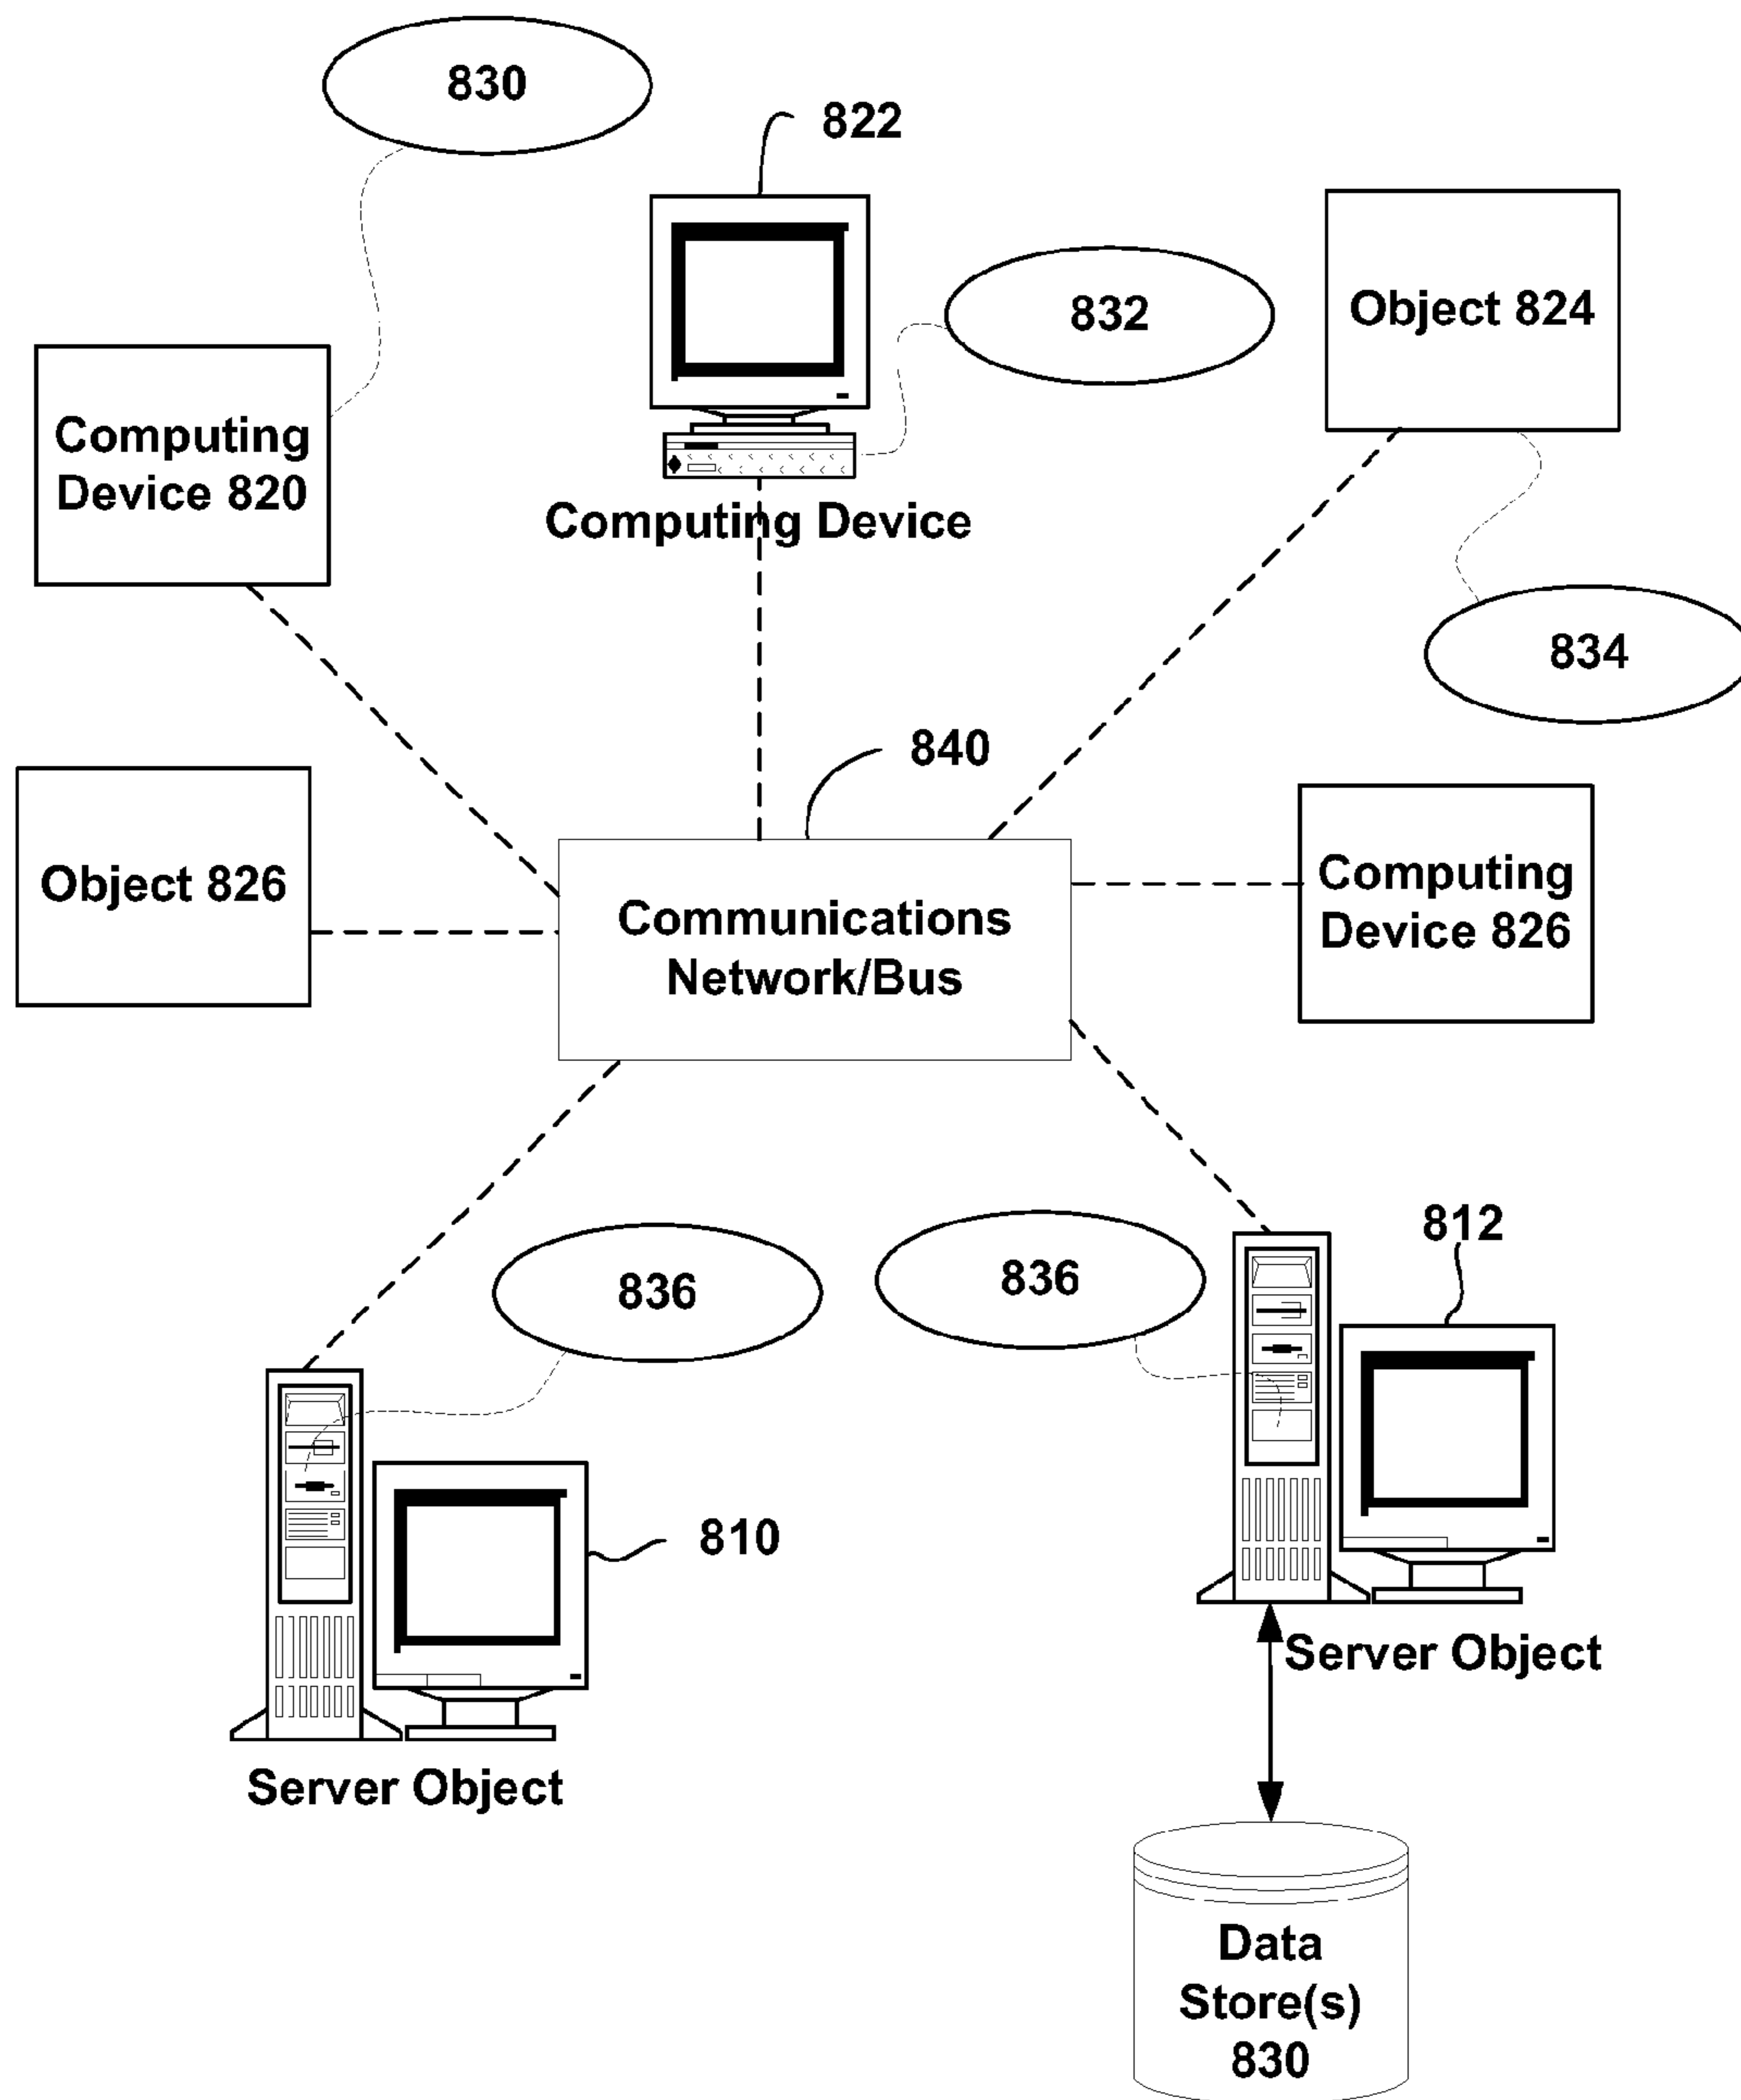 830
822
832
Object 824
Computing
Device 820
Computing Device
834
840
Object 826
Communications
Network/Bus
Computing
Device 826
812
836
836
810
Server Object
Server Object
Data
Store(s)
830